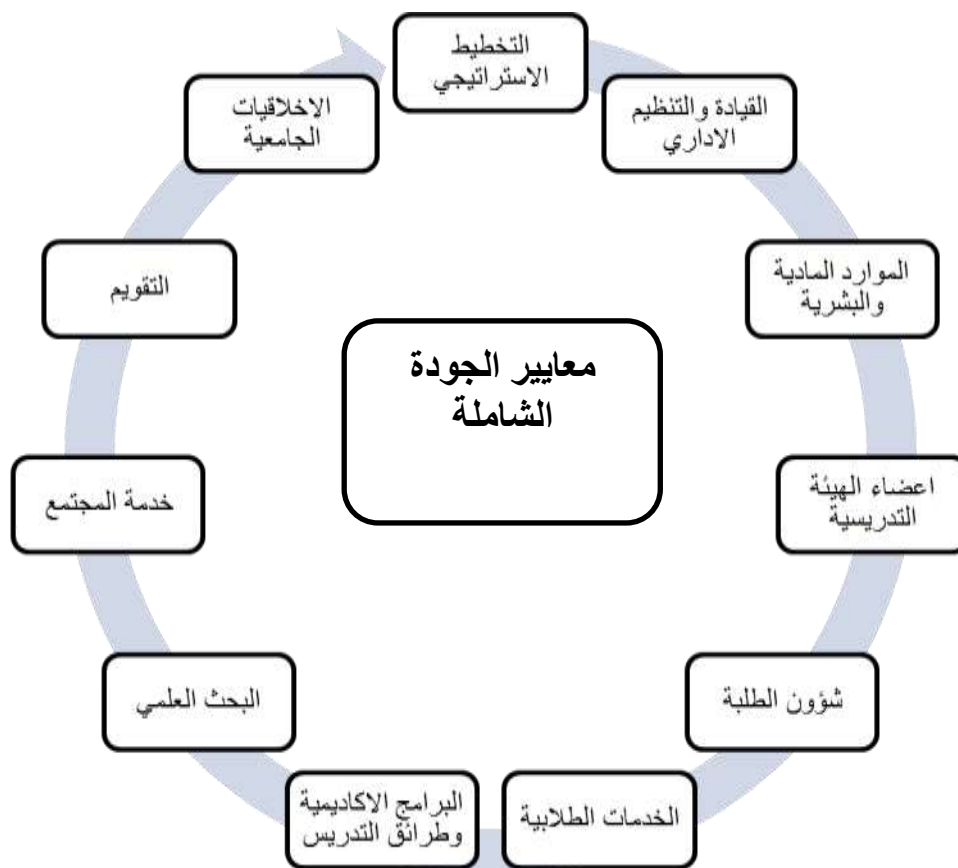 التخطيط
الاستراتيجي
القيادة والتنظيم
الاداري
الموارد المادية
والبشرية
اعضاء الهيئة
التدريسية
شؤون الطلبة
الخدمات الطلابية
البرامج الاكاديمية
وطرائق التدريس
البحث العلمي
خدمة المجتمع
التقويم
الاخلاقيات
الجامعية
معايير الجودة
الشاملة